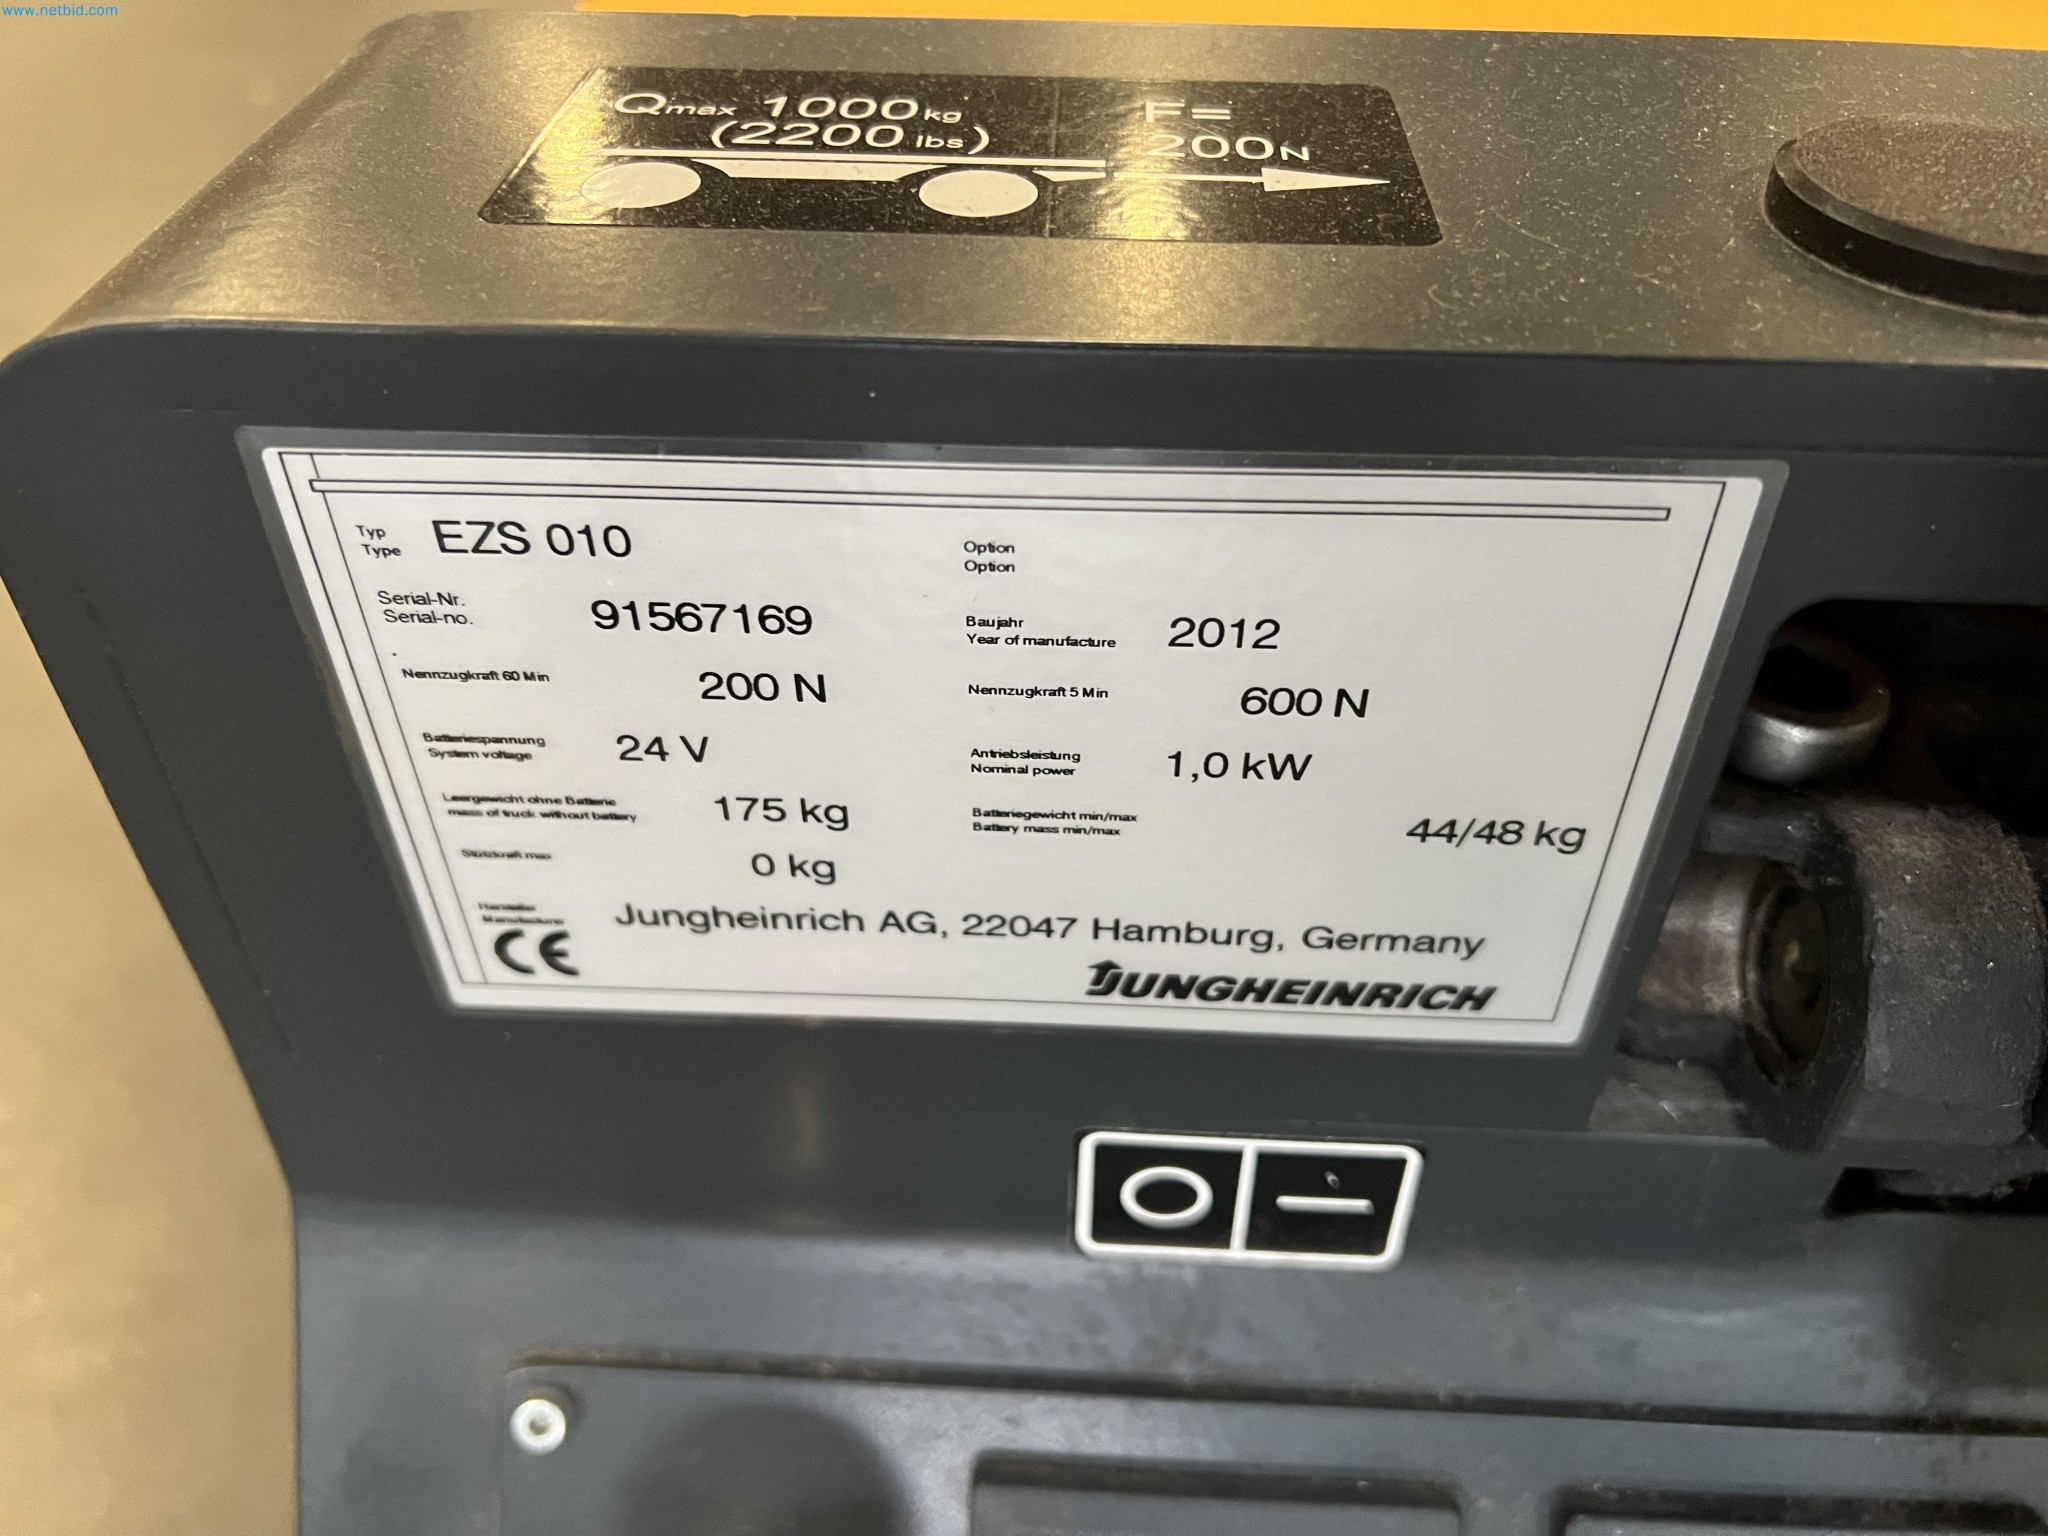 www.netbid.com
Qmax 1000 kg
(2200 lbs)
F=
200N
Typ
Type
EZS 010
Option
Option
Serial-Nr.
Serial-no.
91567169
Baujahr
Year of manufacture
2012
Nennzugkraft 60 Min
200 N
Nennzugkraft 5 Min
600 N
Batteriespannung
System voltage
24 V
Antriebsleistung
Nominal power
1,0 kW
Leergewicht ohne Batterie
mass of truck without battery
175 kg
Batteriegewicht min/max
Battery mass min/max
44/48 kg
Stützkraft max
0 kg
Hersteller
Manufacturer
Jungheinrich AG, 22047 Hamburg, Germany
CE
JUNGHEINRICH